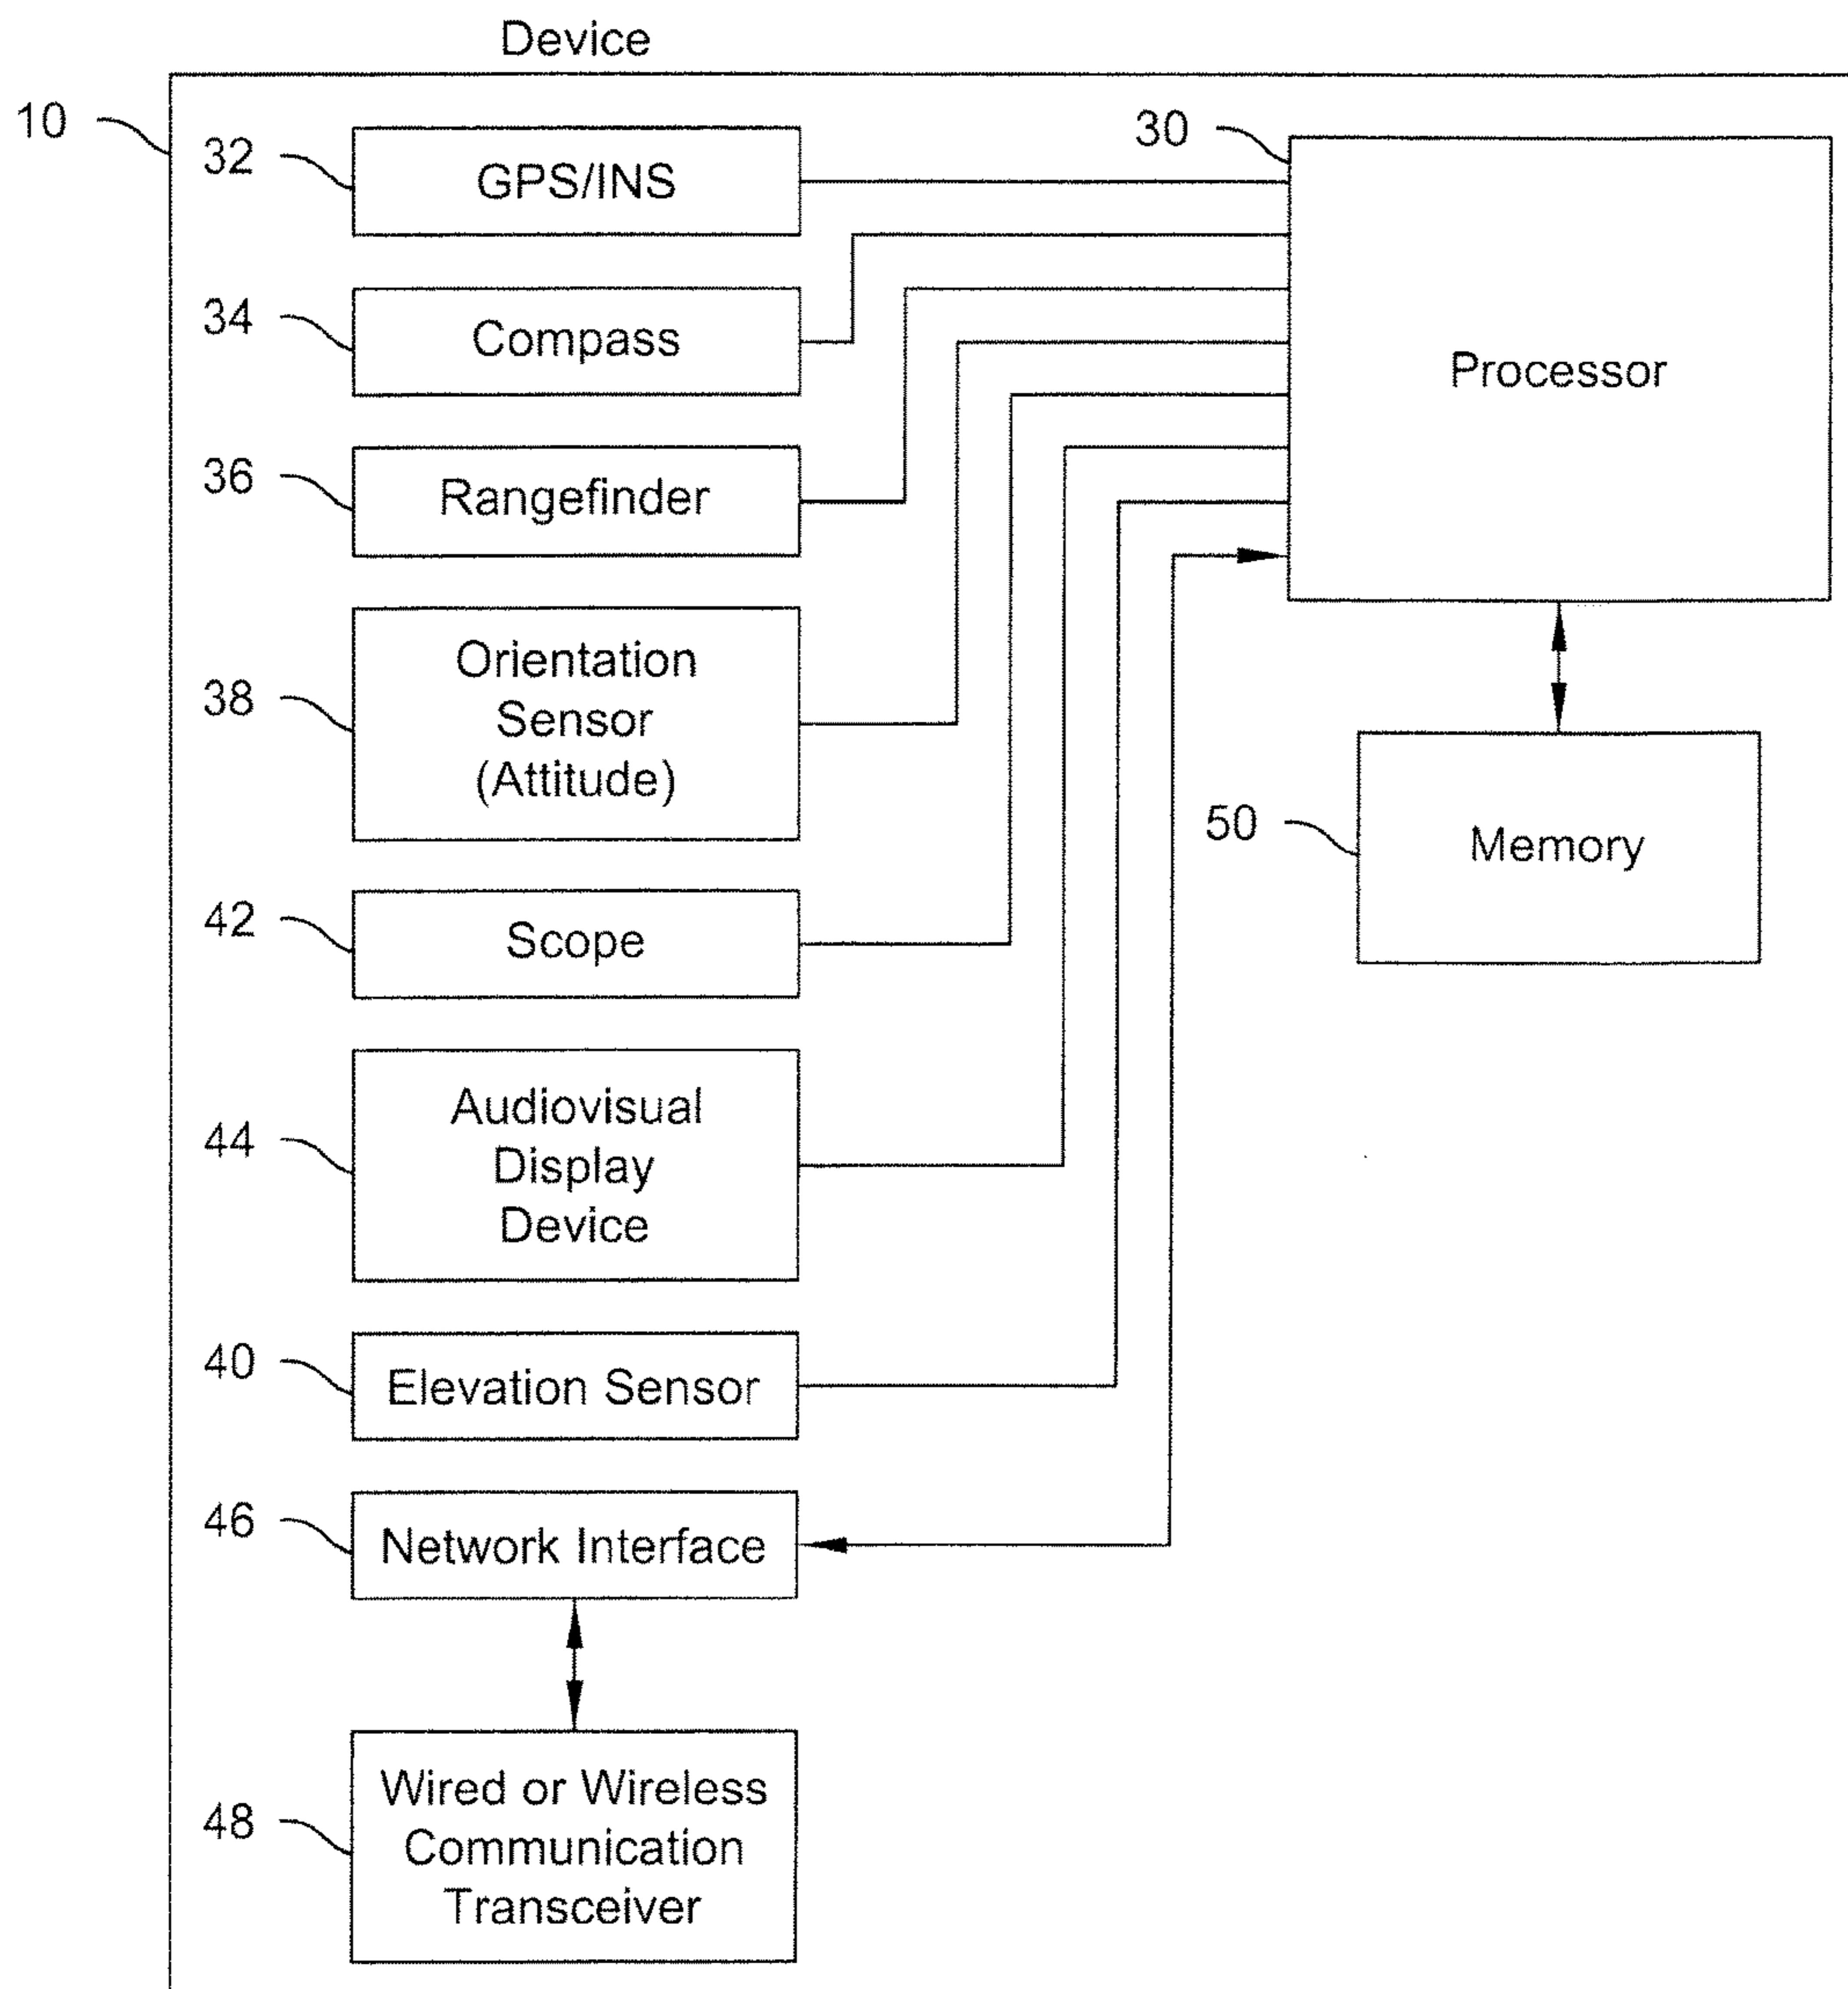 Device
10
32
GPS/INS
30
Processor
34
Compass
36
Rangefinder
38
Orientation
Sensor
(Attitude)
50
Memory
42
Scope
44
Audiovisual
Display
Device
40
Elevation Sensor
46
Network Interface
48
Wired or Wireless
Communication
Transceiver